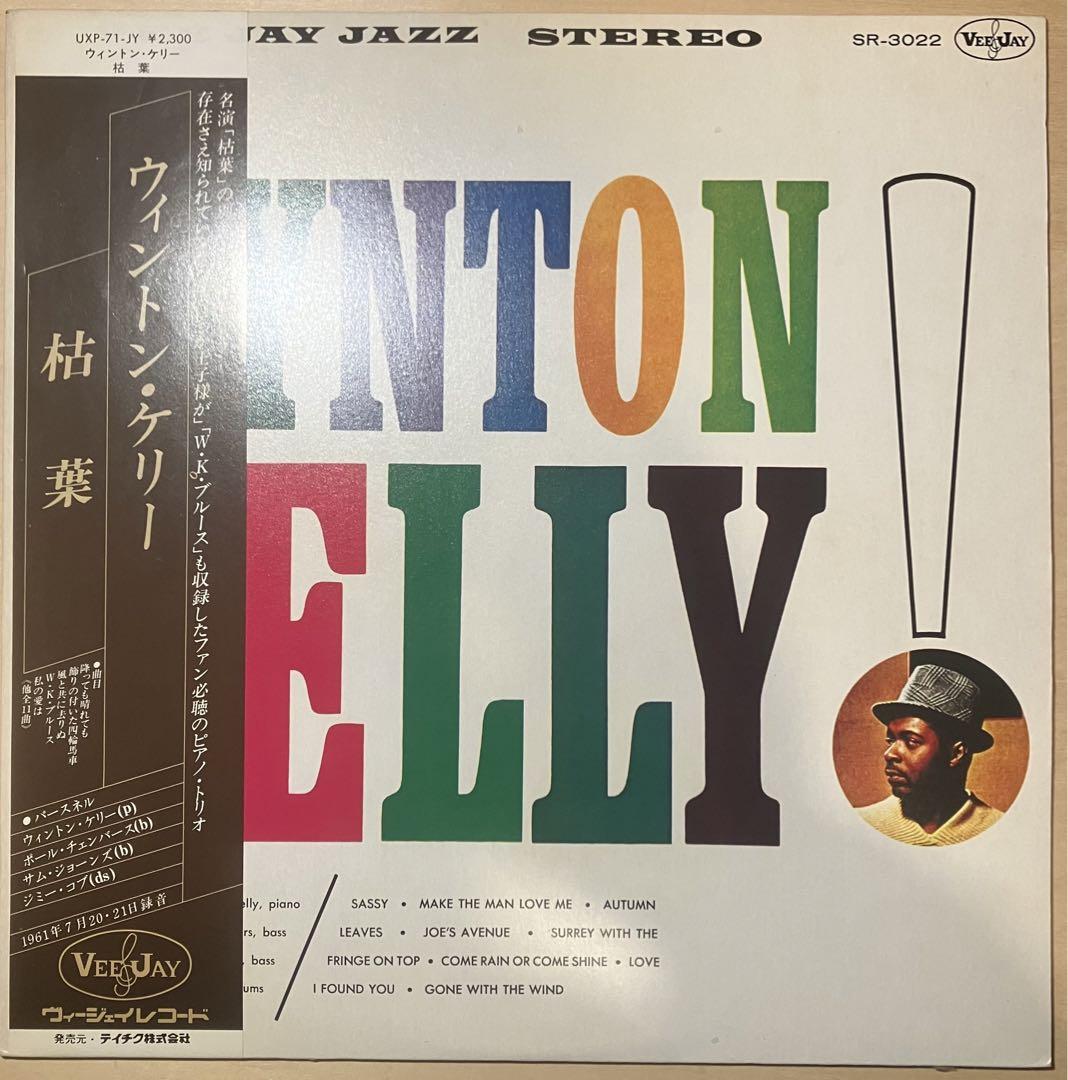 UXP-71-JY ¥2,300
ウィントン・ケリー
枯 葉
JAY JAZZ STEREO
SR-3022
VEE JAY
名演「枯葉」の
存在さえ知られてい
子様が」「W・K・ブルース」も収録したファン必聴のピアノ・トリオ
ウィントン・ケリー
枯葉
YNTON
ELLY!
●曲目
降っても晴れても
飾りの付いた四輪馬車
風と共に去りぬ
W・K・ブルース
私の愛は
(他全11曲)
●パースネル
ウィントン・ケリー(p)
ポール・チェンバース(b)
サム・ジョーンズ(b)
ジミー・コブ(ds)
1961年7月20・21日録音
VEE JAY
ヴィージェイレコード
発売元・テイチク株式会社
elly, piano
rs, bass
, bass
ums
SASSY • MAKE THE MAN LOVE ME • AUTUMN
LEAVES • JOE'S AVENUE • SURREY WITH THE
FRINGE ON TOP • COME RAIN OR COME SHINE • LOVE
I FOUND YOU • GONE WITH THE WIND